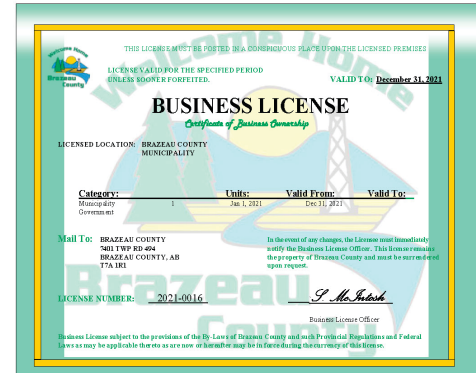 Welcome Home
Brazeau
County
THIS LICENSE MUST BE POSTED IN A CONSPICUOUS PLACE UPON THE LICENSED PREMISES
LICENSE VALID FOR THE SPECIFIED PERIOD
UNLESS SOONER FORFEITED.
VALID TO: December 31, 2021
BUSINESS LICENSE
Certificate of Business Ownership
LICENSED LOCATION: BRAZEAU COUNTY
MUNICIPALITY
Category: Units: Valid From: Valid To:
Municipality 1 Jan 1, 2021 Dec 31, 2021
Government
Mail To: BRAZEAU COUNTY
7401 TWP RD 494
BRAZEAU COUNTY, AB
T7A 1R1
In the event of any changes, the Licensee must immediately
notify the Business License Officer. This license remains
the property of Brazeau County and must be surrendered
upon request.
LICENSE NUMBER: 2021-0016
S. McIntosh
Business License Officer
Business License subject to the provisions of the By-Laws of Brazeau County and such Provincial Regulations and Federal
Laws as may be applicable thereto as are now or hereinafter may be in force during the currency of this license.
Welcome Home
Brazeau
County